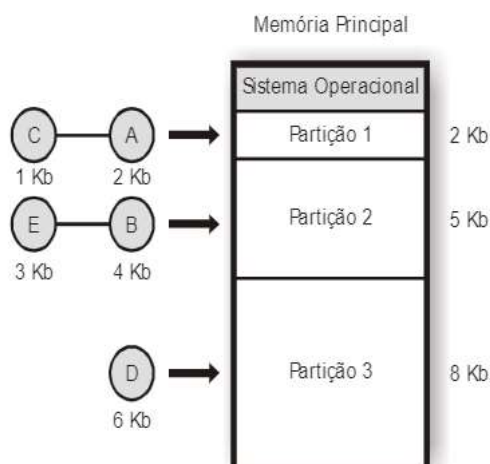 Memória Principal
Sistema Operacional
C
A
Partição 1
2 Kb
1 Kb
2 Kb
E
B
Partição 2
5 Kb
3 Kb
4 Kb
D
Partição 3
8 Kb
6 Kb